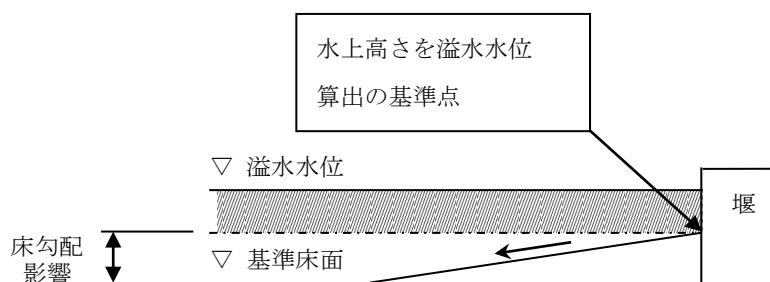 水上高さを溢水水位
算出の基準点
▽ 溢水水位
堰
床勾配
影響
▽ 基準床面